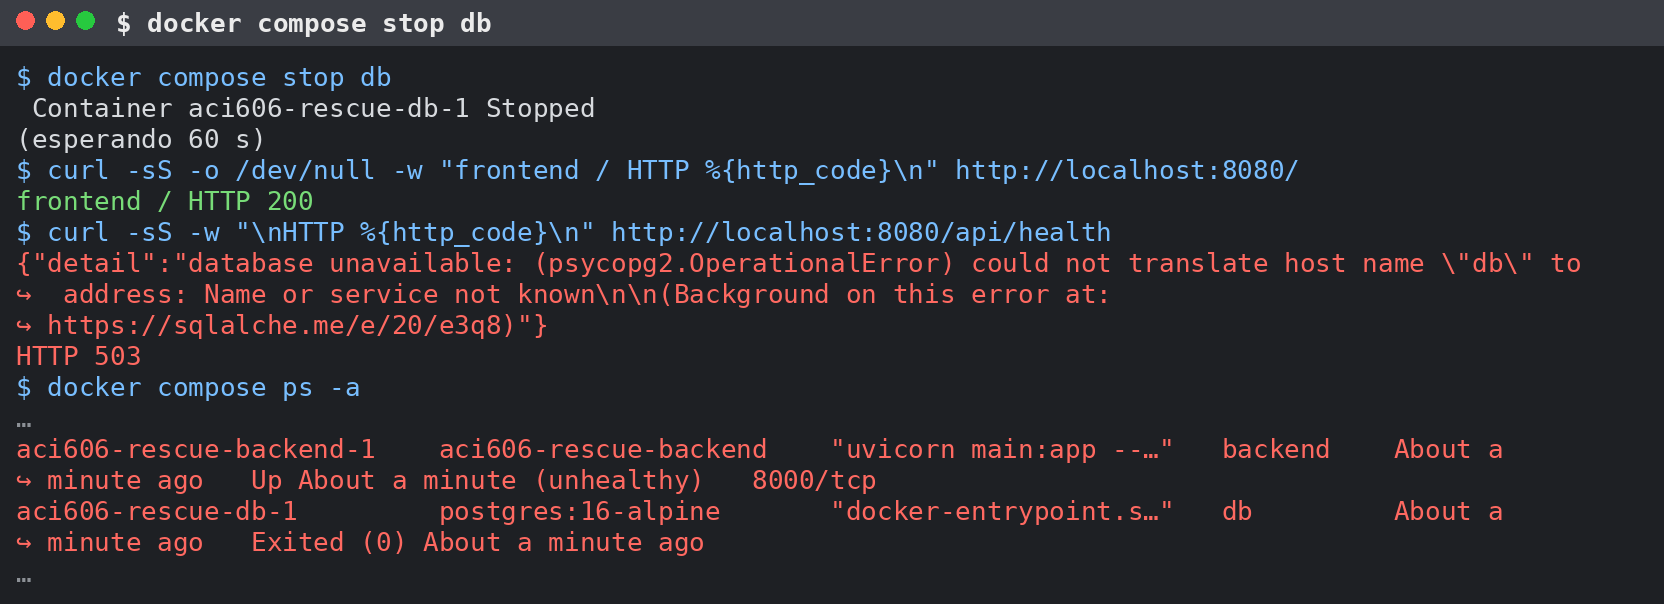 $ docker compose stop db
$ docker compose stop db
 Container aci606-rescue-db-1 Stopped
(esperando 60 s)
$ curl -sS -o /dev/null -w "frontend / HTTP %{http_code}\n" http://localhost:8080/
frontend / HTTP 200
$ curl -sS -w "\nHTTP %{http_code}\n" http://localhost:8080/api/health
{"detail":"database unavailable: (psycopg2.OperationalError) could not translate host name \"db\" to
↪  address: Name or service not known\n\n(Background on this error at:
↪ https://sqlalche.me/e/20/e3q8)"}
HTTP 503
$ docker compose ps -a
…
aci606-rescue-backend-1    aci606-rescue-backend    "uvicorn main:app --…"   backend    About a
↪ minute ago   Up About a minute (unhealthy)   8000/tcp
aci606-rescue-db-1         postgres:16-alpine       "docker-entrypoint.s…"   db         About a
↪ minute ago   Exited (0) About a minute ago
…